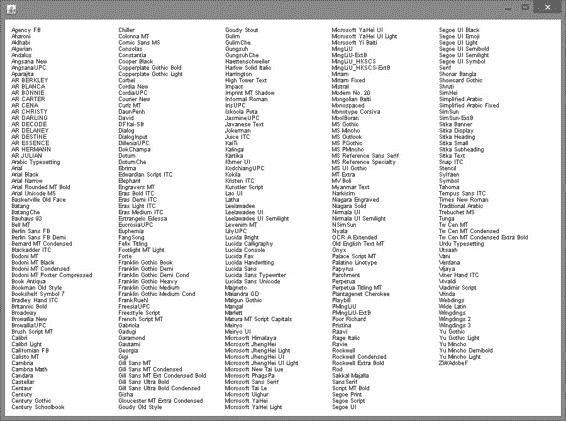 Agency FB
Aharoni
Aldhabi
Algerian
Andalus
Angsana New
AngsanaUPC
Aparajita
AR BERKLEY
AR BLANCA
AR BONNIE
AR CARTER
AR CENA
AR CHRISTY
AR DARLING
AR DECODE
AR DELANEY
AR DESTINE
AR ESSENCE
AR HERMANN
AR JULIAN
Arabic Typesetting
Arial
Arial Black
Arial Narrow
Arial Rounded MT Bold
Arial Unicode MS
Baskerville Old Face
Batang
BatangChe
Bauhaus 93
Bell MT
Berlin Sans FB
Berlin Sans FB Demi
Bernard MT Condensed
Blackadder ITC
Bodoni MT
Bodoni MT Black
Bodoni MT Condensed
Bodoni MT Poster Compressed
Book Antiqua
Bookman Old Style
Bookshelf Symbol 7
Bradley Hand ITC
Britannic Bold
Broadway
Browallia New
BrowalliaUPC
Brush Script MT
Calibri
Calibri Light
Californian FB
Calisto MT
Cambria
Cambria Math
Candara
Castellar
Centaur
Century
Century Gothic
Century Schoolbook
Chiller
Colonna MT
Comic Sans MS
Consolas
Constantia
Cooper Black
Copperplate Gothic Bold
Copperplate Gothic Light
Corbel
Cordia New
CordiaUPC
Courier New
Curlz MT
DaunPenh
David
DFKai-SB
Dialog
DialogInput
DilleniaUPC
DokChampa
Dotum
DotumChe
Ebrima
Edwardian Script ITC
Elephant
Engravers MT
Eras Bold ITC
Eras Demi ITC
Eras Light ITC
Eras Medium ITC
Estrangelo Edessa
EucrosiaUPC
Euphemia
FangSong
Felix Titling
Footlight MT Light
Forte
Franklin Gothic Book
Franklin Gothic Demi
Franklin Gothic Demi Cond
Franklin Gothic Heavy
Franklin Gothic Medium
Franklin Gothic Medium Cond
FrankRuehl
FreesiaUPC
Freestyle Script
French Script MT
Gabriola
Gadugi
Garamond
Gautami
Georgia
Gigi
Gill Sans MT
Gill Sans MT Condensed
Gill Sans MT Ext Condensed Bold
Gill Sans Ultra Bold
Gill Sans Ultra Bold Condensed
Gisha
Gloucester MT Extra Condensed
Goudy Old Style
Goudy Stout
Gulim
GulimChe
Gungsuh
GungsuhChe
Haettenschweiler
Harlow Solid Italic
Harrington
High Tower Text
Impact
Imprint MT Shadow
Informal Roman
IrisUPC
Iskoola Pota
JasmineUPC
Javanese Text
Jokerman
Juice ITC
KaiTi
Kalinga
Kartika
Khmer UI
KodchiangUPC
Kokila
Kristen ITC
Kunstler Script
Lao UI
Latha
Leelawadee
Leelawadee UI
Leelawadee UI Semilight
Levenim MT
LilyUPC
Lucida Bright
Lucida Calligraphy
Lucida Console
Lucida Fax
Lucida Handwriting
Lucida Sans
Lucida Sans Typewriter
Lucida Sans Unicode
Magneto
Maiandra GD
Malgun Gothic
Mangal
Marlett
Matura MT Script Capitals
Meiryo
Meiryo UI
Microsoft Himalaya
Microsoft JhengHei
Microsoft JhengHei Light
Microsoft JhengHei UI
Microsoft JhengHei UI Light
Microsoft New Tai Lue
Microsoft PhagsPa
Microsoft Sans Serif
Microsoft Tai Le
Microsoft Uighur
Microsoft YaHei
Microsoft YaHei Light
Microsoft YaHei UI
Microsoft YaHei UI Light
Microsoft Yi Baiti
MingLiU
MingLiU-ExtB
MingLiU_HKSCS
MingLiU_HKSCS-ExtB
Miriam
Miriam Fixed
Mistral
Modern No. 20
Mongolian Baiti
Monospaced
Monotype Corsiva
MoolBoran
MS Gothic
MS Mincho
MS Outlook
MS PGothic
MS PMincho
MS Reference Sans Serif
MS Reference Specialty
MS UI Gothic
MT Extra
MV Boli
Myanmar Text
Narkisim
Niagara Engraved
Niagara Solid
Nirmala UI
Nirmala UI Semilight
NSimSun
Nyala
OCR A Extended
Old English Text MT
Onyx
Palace Script MT
Palatino Linotype
Papyrus
Parchment
Perpetua
Perpetua Titling MT
Plantagenet Cherokee
Playbill
PMingLiU
PMingLiU-ExtB
Poor Richard
Pristina
Raavi
Rage Italic
Ravie
Rockwell
Rockwell Condensed
Rockwell Extra Bold
Rod
Sakkal Majalla
SansSerif
Script MT Bold
Segoe Print
Segoe Script
Segoe UI
Segoe UI Black
Segoe UI Emoji
Segoe UI Light
Segoe UI Semibold
Segoe UI Semilight
Segoe UI Symbol
Serif
Shonar Bangla
Showcard Gothic
Shruti
SimHei
Simplified Arabic
Simplified Arabic Fixed
SimSun
SimSun-ExtB
Sitka Banner
Sitka Display
Sitka Heading
Sitka Small
Sitka Subheading
Sitka Text
Snap ITC
Stencil
Sylfaen
Symbol
Tahoma
Tempus Sans ITC
Times New Roman
Traditional Arabic
Trebuchet MS
Tunga
Tw Cen MT
Tw Cen MT Condensed
Tw Cen MT Condensed Extra Bold
Urdu Typesetting
Utsaah
Vani
Verdana
Vijaya
Viner Hand ITC
Vivaldi
Vladimir Script
Vrinda
Webdings
Wide Latin
Wingdings
Wingdings 2
Wingdings 3
Yu Gothic
Yu Gothic Light
Yu Mincho
Yu Mincho Demibold
Yu Mincho Light
ZWAdobeF